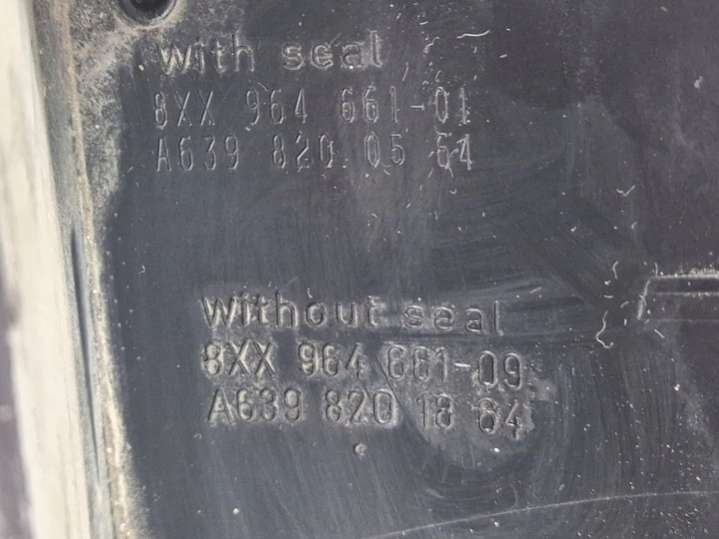 with seal
8XX 964 661-01
A639 820 05 64
without seal
8XX 964 661-09
A639 820 18 64